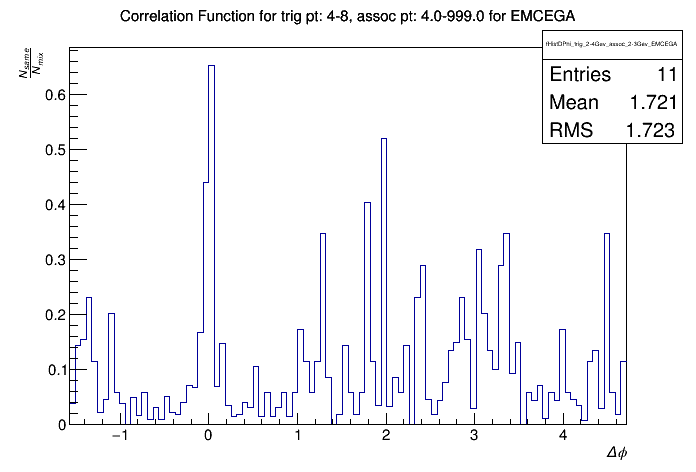 Correlation Function for trig pt: 4-8, assoc pt: 4.0-999.0 for EMCEGA
fHistDPhi_trig_2-4Gev_assoc_2-3Gev_EMCEGA
Entries 11
Mean 1.721
RMS 1.723
N_same
N_mix
0.6
0.5
0.4
0.3
0.2
0.1
0
−1 0 1 2 3 4
Δϕ